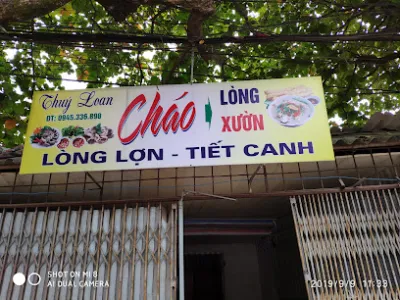 Thuy Loan
ĐT: 0945.336.890
Cháo
LÒNG
XƯỜN
LÒNG LỢN - TIẾT CANH
SHOT ON MI 8
AI DUAL CAMERA
2019/9/9 11:33